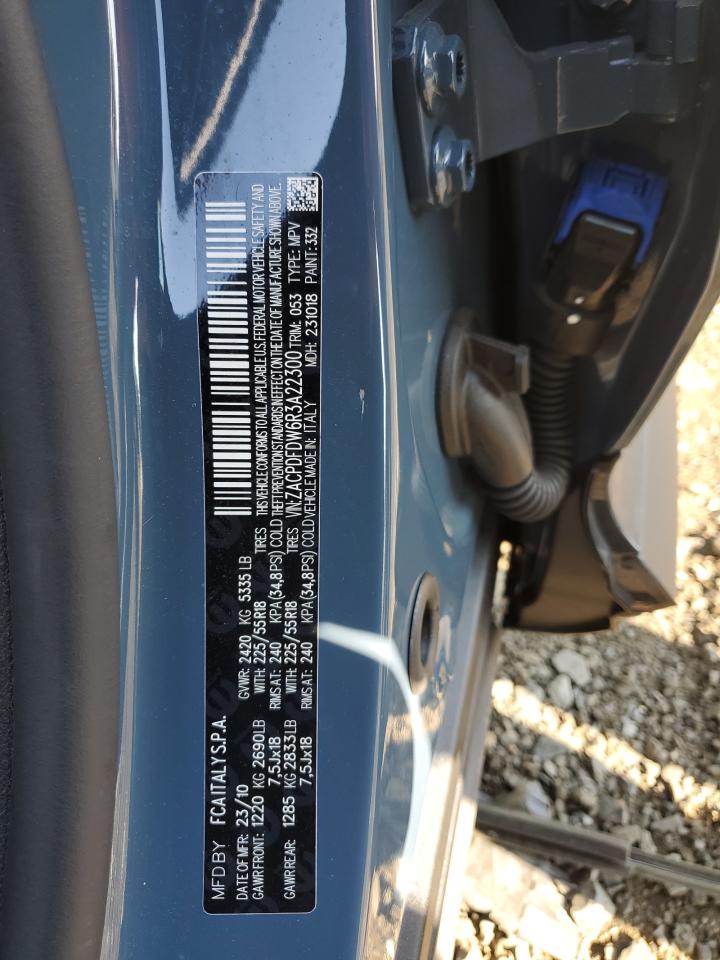 MFD BY FCA ITALY S.P.A.
DATE OF MFR: 23/10 GVWR: 2420 KG 5335 LB
GAWR FRONT: 1220 KG 2690LB WITH: 225/55R18 TIRES
7,5Jx18 RIMS AT: 240 KPA(34,8PSI) COLD
GAWR REAR: 1285 KG 2833LB WITH: 225/55R18 TIRES
7,5Jx18 RIMS AT: 240 KPA(34,8PSI) COLD
THIS VEHICLE CONFORMS TO ALL APPLICABLE U.S. FEDERAL MOTOR VEHICLE SAFETY AND
THEFT PREVENTION STANDARDS IN EFFECT ON THE DATE OF MANUFACTURE SHOWN ABOVE.
VIN: ZACPDFDW6R3A22300 TRIM: 053 TYPE: MPV
VEHICLE MADE IN: ITALY MDH: 231018 PAINT: 332